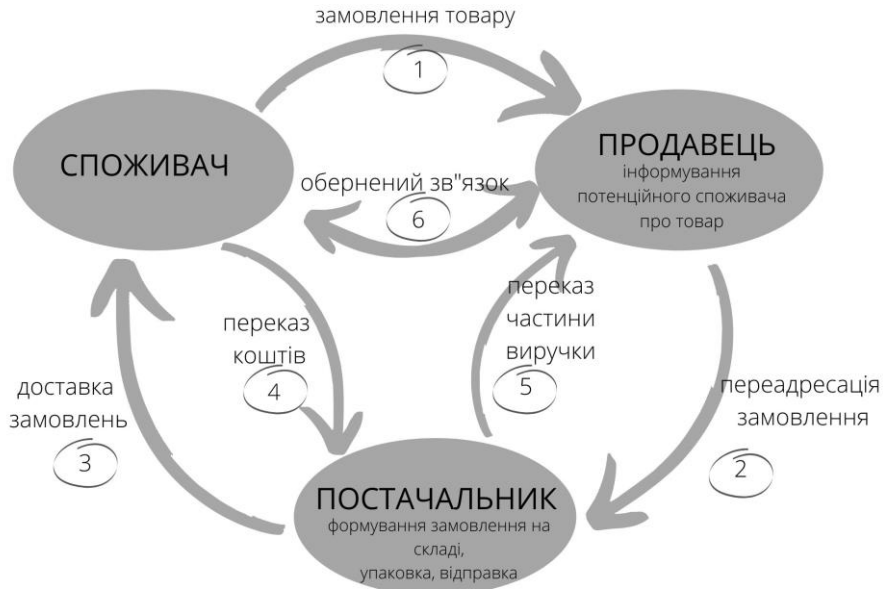 замовлення товару
1
СПОЖИВАЧ
ПРОДАВЕЦЬ
інформування
потенційного споживача
про товар
обернений зв"язок
6
переказ
коштів
4
переказ
частини
виручки
5
доставка
замовлень
3
переадресація
замовлення
2
ПОСТАЧАЛЬНИК
формування замовлення на
складі,
упаковка, відправка